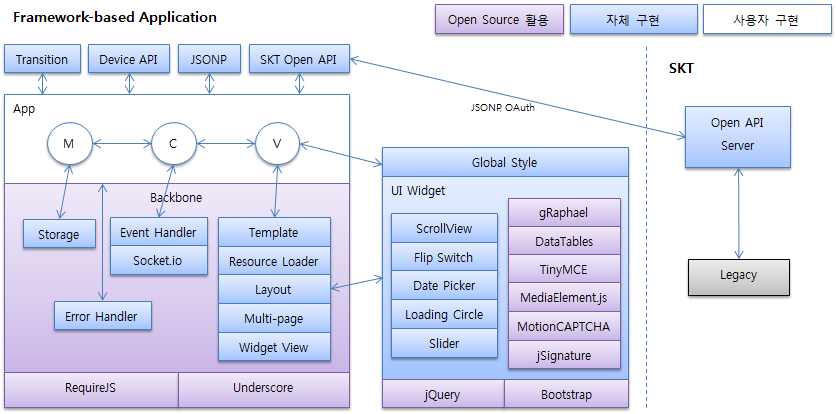 Framework-based Application
Open Source 활용
자체 구현
사용자 구현
Transition
Device API
JSONP
SKT Open API
SKT
App
JSONP, OAuth
M
C
V
Open API
Server
Global Style
Backbone
UI Widget
Storage
Event Handler
Socket.io
Template
Resource Loader
Layout
Multi-page
Widget View
Error Handler
ScrollView
Flip Switch
Date Picker
Loading Circle
Slider
gRaphael
DataTables
TinyMCE
MediaElement.js
MotionCAPTCHA
jSignature
Legacy
RequireJS
Underscore
jQuery
Bootstrap